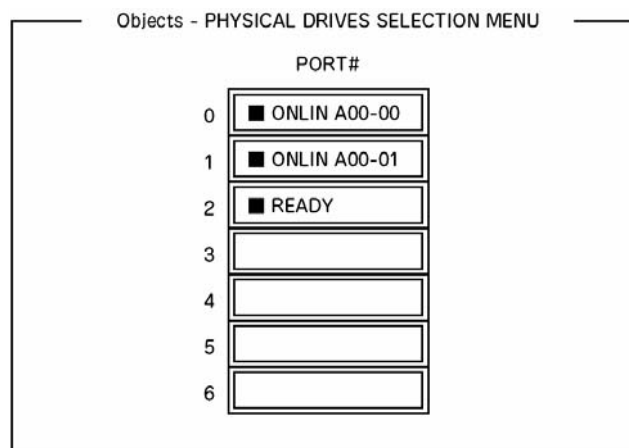 Objects - PHYSICAL DRIVES SELECTION MENU
PORT#
0 ■ ONLIN A00-00
1 ■ ONLIN A00-01
2 ■ READY
3
4
5
6